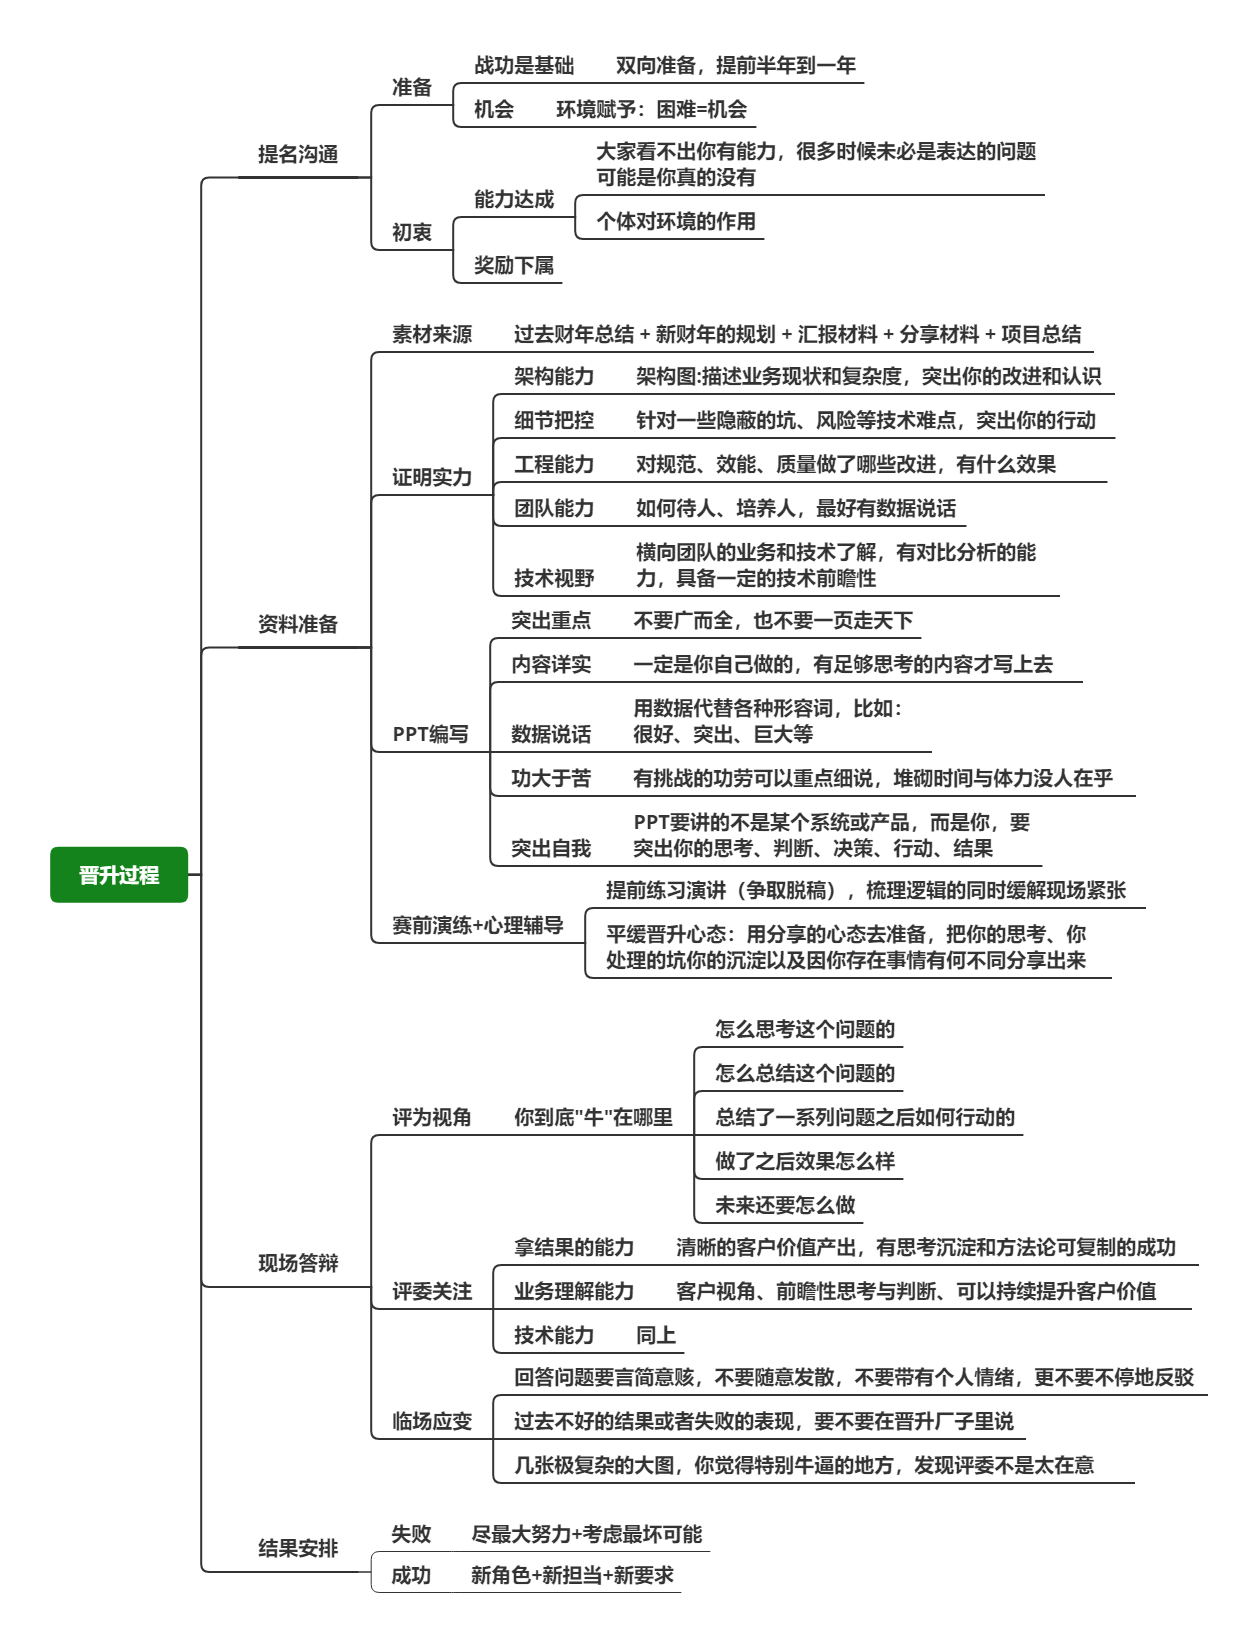 晋升过程
提名沟通
准备
战功是基础
双向准备，提前半年到一年
机会
环境赋予：困难=机会
初衷
能力达成
大家看不出你有能力，很多时候未必是表达的问题
可能是你真的没有
个体对环境的作用
奖励下属
资料准备
素材来源
过去财年总结 + 新财年的规划 + 汇报材料 + 分享材料 + 项目总结
证明实力
架构能力
架构图:描述业务现状和复杂度，突出你的改进和认识
细节把控
针对一些隐蔽的坑、风险等技术难点，突出你的行动
工程能力
对规范、效能、质量做了哪些改进，有什么效果
团队能力
如何待人、培养人，最好有数据说话
技术视野
横向团队的业务和技术了解，有对比分析的能
力，具备一定的技术前瞻性
PPT编写
突出重点
不要广而全，也不要一页走天下
内容详实
一定是你自己做的，有足够思考的内容才写上去
数据说话
用数据代替各种形容词，比如：
很好、突出、巨大等
功大于苦
有挑战的功劳可以重点细说，堆砌时间与体力没人在乎
突出自我
PPT要讲的不是某个系统或产品，而是你，要
突出你的思考、判断、决策、行动、结果
赛前演练+心理辅导
提前练习演讲（争取脱稿），梳理逻辑的同时缓解现场紧张
平缓晋升心态：用分享的心态去准备，把你的思考、你
处理的坑你的沉淀以及因你存在事情有何不同分享出来
现场答辩
评为视角
你到底"牛"在哪里
怎么思考这个问题的
怎么总结这个问题的
总结了一系列问题之后如何行动的
做了之后效果怎么样
未来还要怎么做
评委关注
拿结果的能力
清晰的客户价值产出，有思考沉淀和方法论可复制的成功
业务理解能力
客户视角、前瞻性思考与判断、可以持续提升客户价值
技术能力
同上
临场应变
回答问题要言简意赅，不要随意发散，不要带有个人情绪，更不要不停地反驳
过去不好的结果或者失败的表现，要不要在晋升厂子里说
几张极复杂的大图，你觉得特别牛逼的地方，发现评委不是太在意
结果安排
失败
尽最大努力+考虑最坏可能
成功
新角色+新担当+新要求